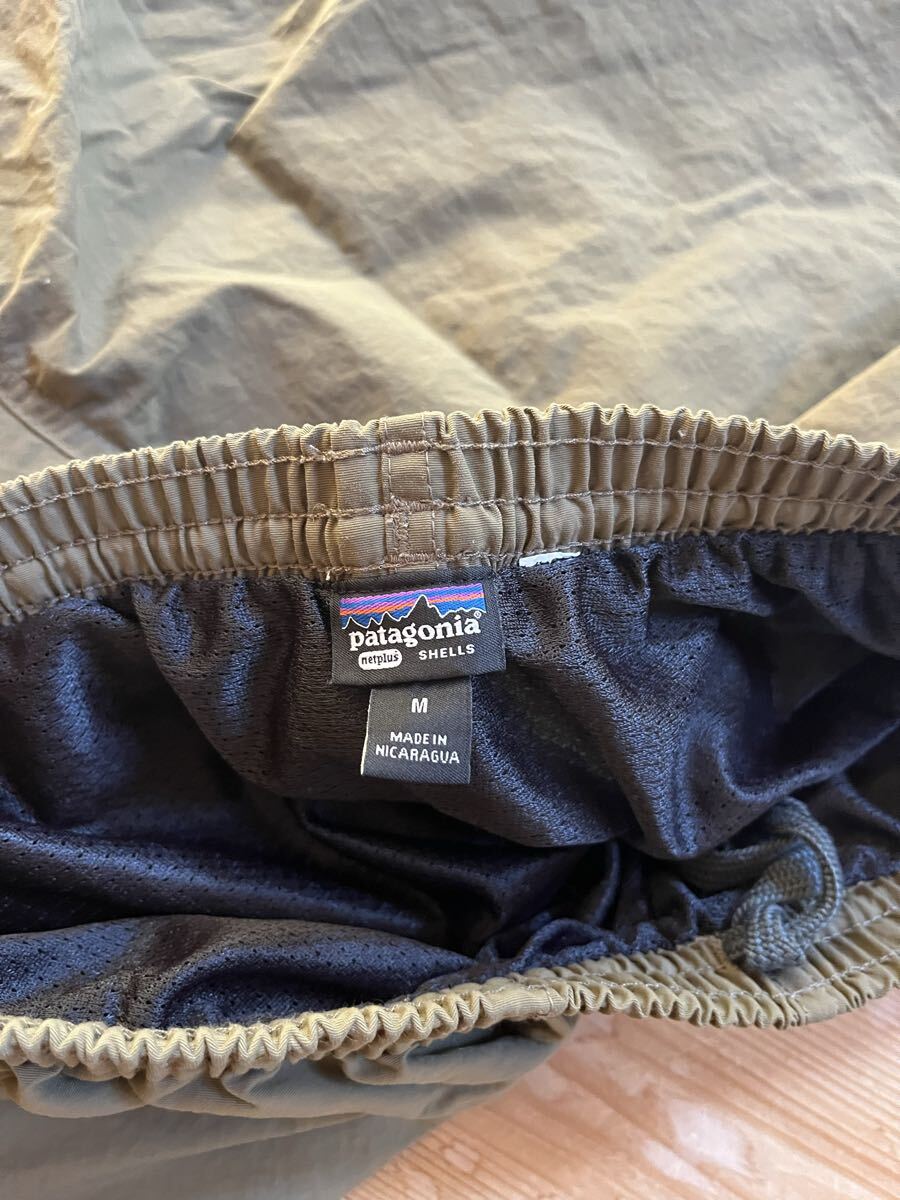 patagonia®
netplus SHELLS
M
MADE IN
NICARAGUA